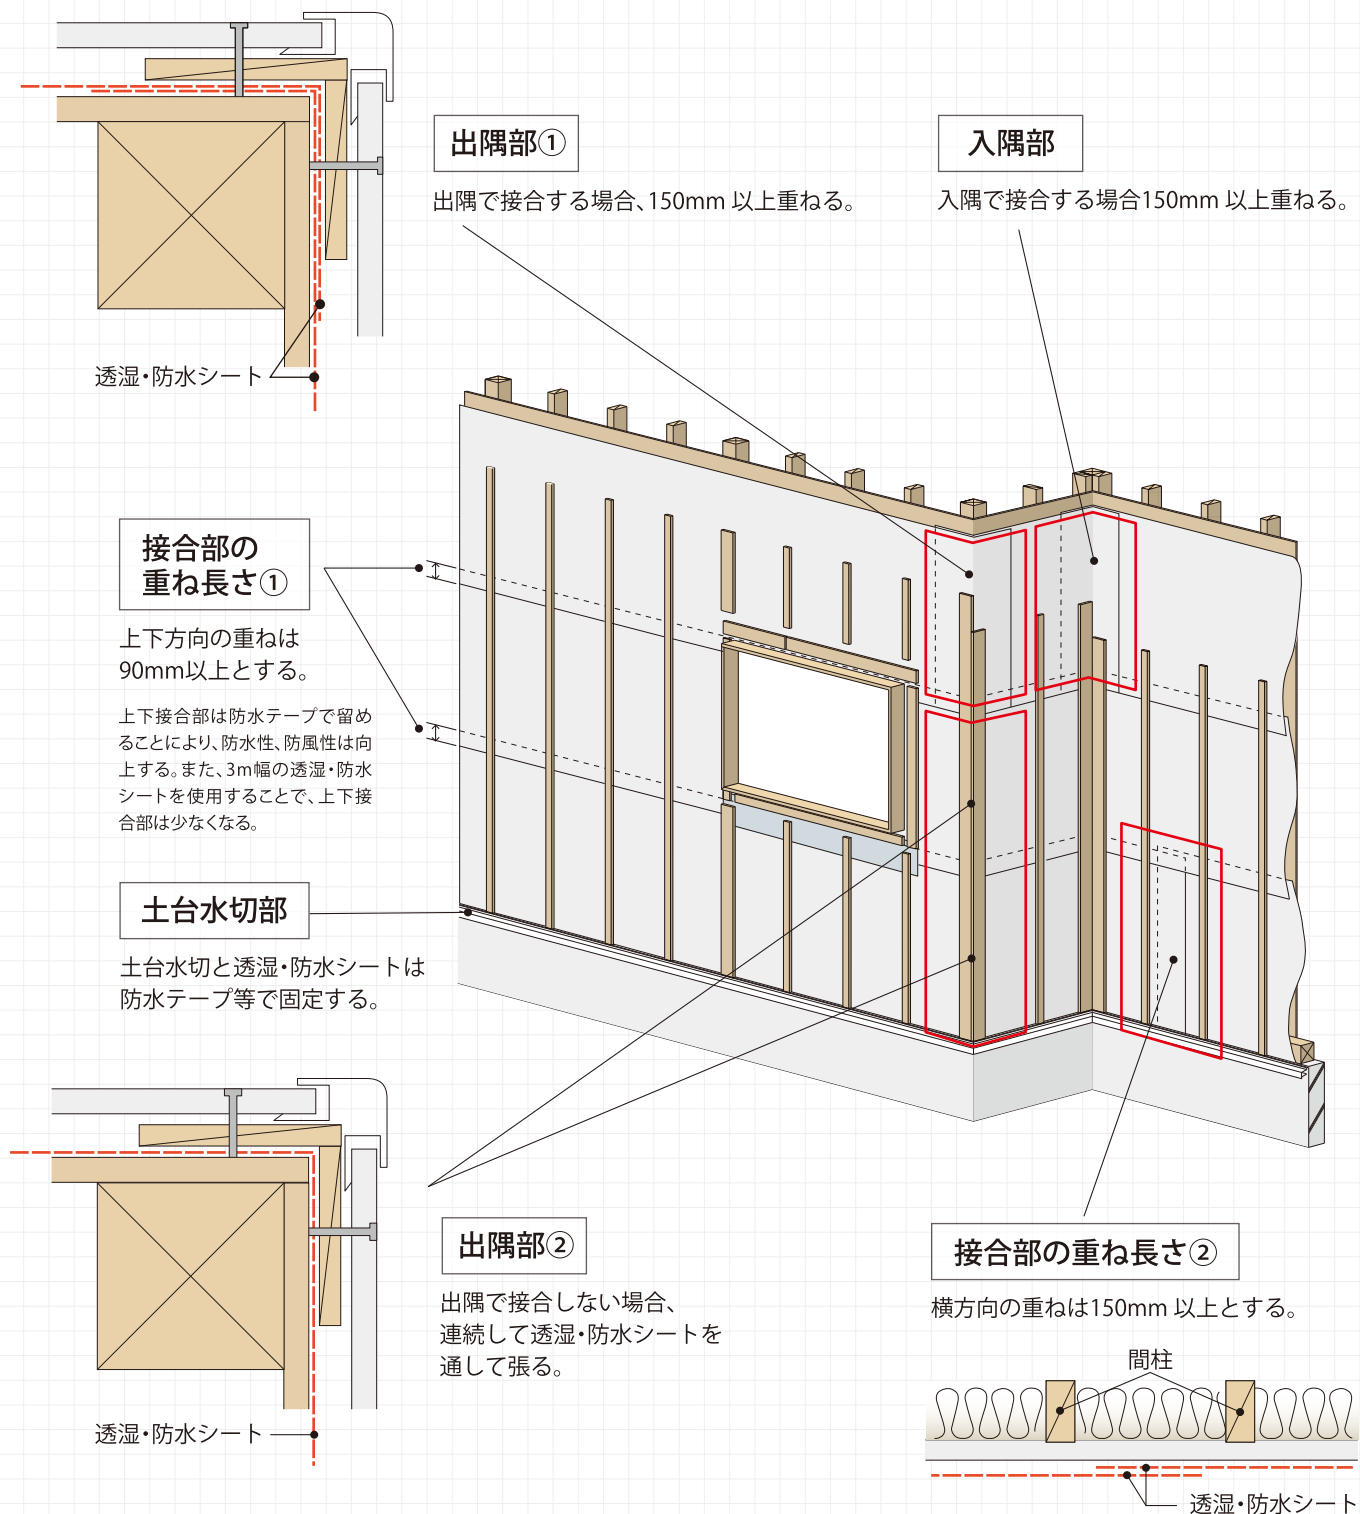 出隅部①
出隅で接合する場合、150mm 以上重ねる。
入隅部
入隅で接合する場合150mm 以上重ねる。
透湿・防水シート
接合部の
重ね長さ①
上下方向の重ねは
90mm以上とする。
上下接合部は防水テープで留め
ることにより、防水性、防風性は向
上する。また、3m幅の透湿・防水
シートを使用することで、上下接
合部は少なくなる。
土台水切部
土台水切と透湿・防水シートは
防水テープ等で固定する。
透湿・防水シート
出隅部②
出隅で接合しない場合、
連続して透湿・防水シートを
通して張る。
接合部の重ね長さ②
横方向の重ねは150mm 以上とする。
間柱
透湿・防水シート